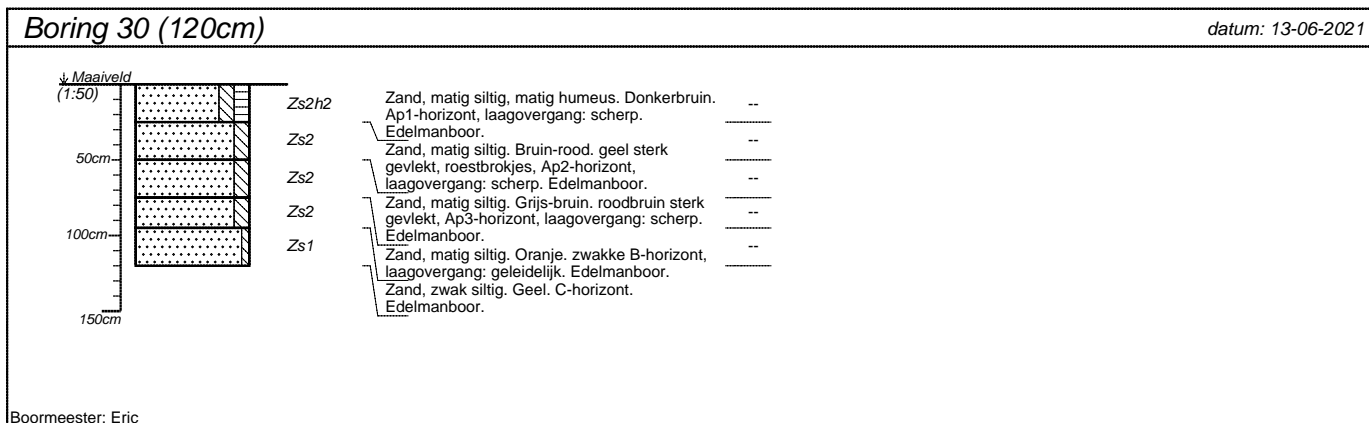 Boring 30 (120cm)
datum: 13-06-2021
Maaiveld
(1:50)
50cm
100cm
150cm
Zs2h2
Zs2
Zs2
Zs2
Zs1
Zand, matig siltig, matig humeus. Donkerbruin.
Ap1-horizont, laagovergang: scherp.
Edelmanboor.
Zand, matig siltig. Bruin-rood. geel sterk
gevlekt, roestbrokjes, Ap2-horizont,
laagovergang: scherp. Edelmanboor.
Zand, matig siltig. Grijs-bruin. roodbruin sterk
gevlekt, Ap3-horizont, laagovergang: scherp.
Edelmanboor.
Zand, matig siltig. Oranje. zwakke B-horizont,
laagovergang: geleidelijk. Edelmanboor.
Zand, zwak siltig. Geel. C-horizont.
Edelmanboor.
--
--
--
--
--
Boormeester: Eric